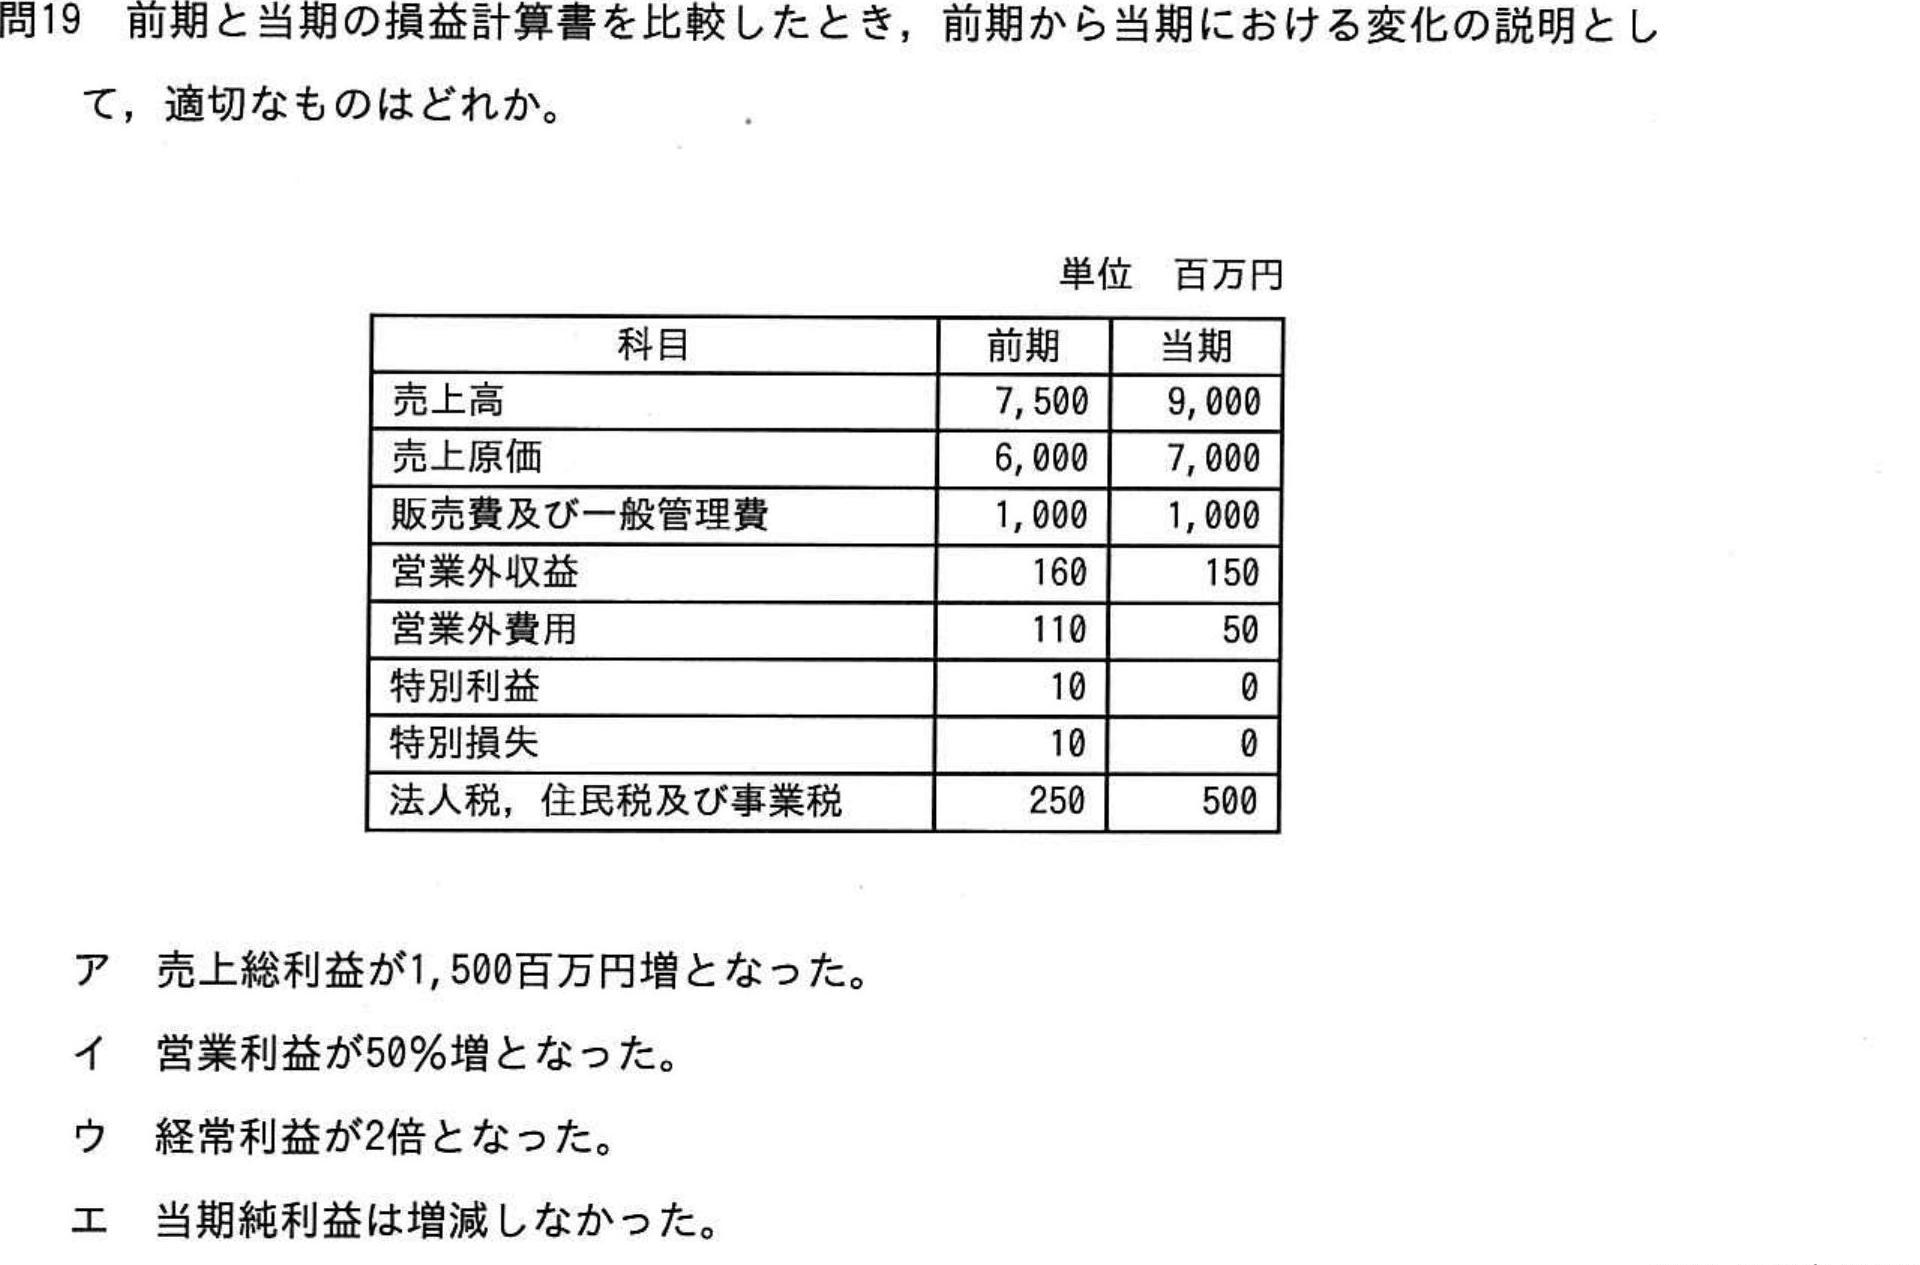 問19 前期と当期の損益計算書を比較したとき，前期から当期における変化の説明とし
て，適切なものはどれか。
単位 百万円
科目 前期 当期
売上高 7,500 9,000
売上原価 6,000 7,000
販売費及び一般管理費 1,000 1,000
営業外収益 160 150
営業外費用 110 50
特別利益 10 0
特別損失 10 0
法人税，住民税及び事業税 250 500
ア 売上総利益が1,500百万円増となった。
イ 営業利益が50％増となった。
ウ 経常利益が2倍となった。
エ 当期純利益は増減しなかった。